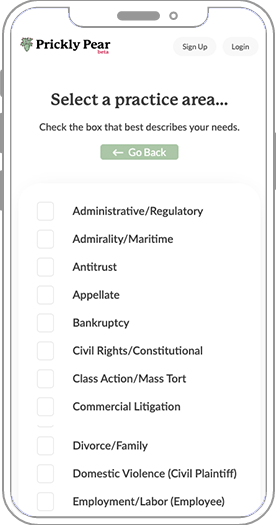 Prickly Pear
beta
Sign Up
Login
Select a practice area...
Check the box that best describes your needs.
← Go Back
Administrative/Regulatory
Admirality/Maritime
Antitrust
Appellate
Bankruptcy
Civil Rights/Constitutional
Class Action/Mass Tort
Commercial Litigation
Divorce/Family
Domestic Violence (Civil Plaintiff)
Employment/Labor (Employee)